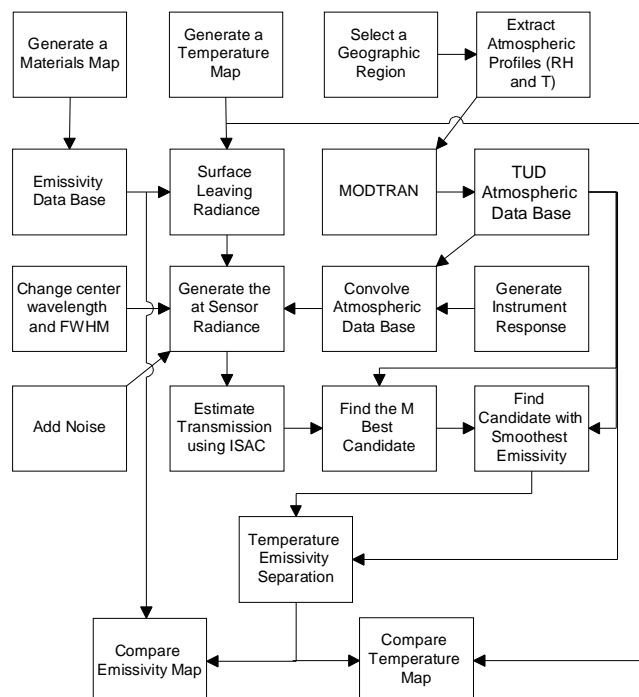 Generate a
Materials Map
Generate a
Temperature
Map
Select a
Geographic
Region
Extract
Atmospheric
Profiles (RH
and T)
Emissivity
Data Base
Surface
Leaving
Radiance
MODTRAN
TUD
Atmospheric
Data Base
Change center
wavelength
and FWHM
Generate the
at Sensor
Radiance
Convolve
Atmospheric
Data Base
Generate
Instrument
Response
Add Noise
Estimate
Transmission
using ISAC
Find the M
Best
Candidate
Find
Candidate with
Smoothest
Emissivity
Temperature
Emissivity
Separation
Compare
Emissivity Map
Compare
Temperature
Map